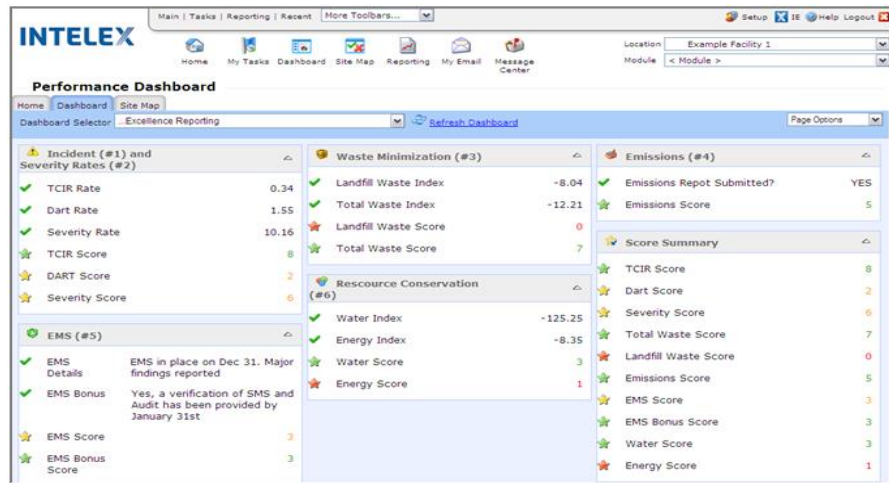 Main | Tasks | Reporting | Recent More Toolbars... Setup IE Help Logout
INTELEX
Home My Tasks Dashboard Site Map Reporting My Email Message Center
Location Example Facility 1
Module < Module >
Performance Dashboard
Home Dashboard Site Map
Dashboard Selector ...Excellence Reporting Refresh Dashboard Page Options
Incident (#1) and
Severity Rates (#2)
TCIR Rate 0.34
Dart Rate 1.55
Severity Rate 10.16
TCIR Score 8
DART Score 2
Severity Score 6
EMS (#5)
EMS Details EMS in place on Dec 31. Major
findings reported
EMS Bonus Yes, a verification of SMS and
Audit has been provided by
January 31st
EMS Score 3
EMS Bonus Score 3
Waste Minimization (#3)
Landfill Waste Index -8.04
Total Waste Index -12.21
Landfill Waste Score 0
Total Waste Score 7
Rescource Conservation
(#6)
Water Index -125.25
Energy Index -8.35
Water Score 3
Energy Score 1
Emissions (#4)
Emissions Repot Submitted? YES
Emissions Score 5
Score Summary
TCIR Score 8
Dart Score 2
Severity Score 6
Total Waste Score 7
Landfill Waste Score 0
Emissions Score 5
EMS Score 3
EMS Bonus Score 3
Water Score 3
Energy Score 1